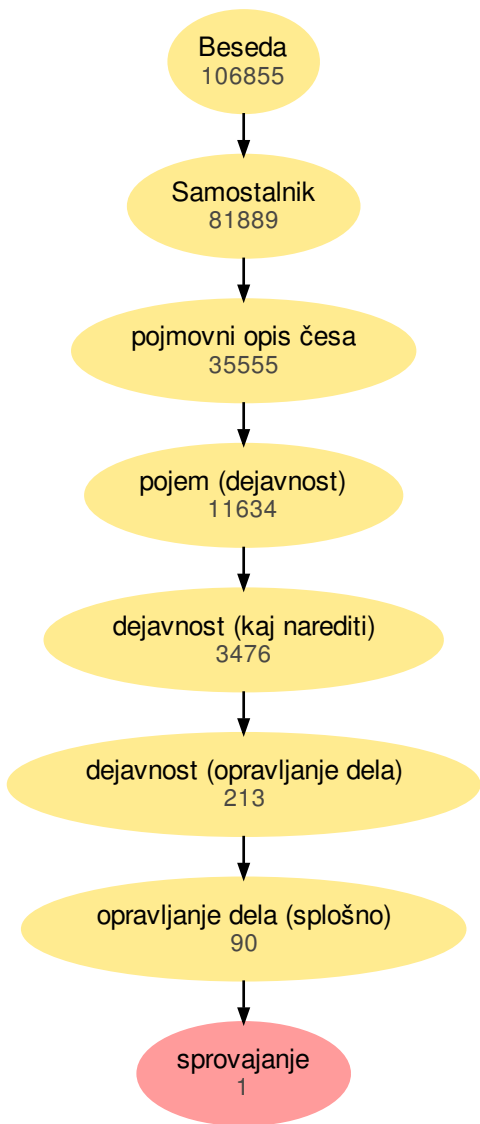 Beseda
106855
Samostalnik
81889
pojmovni opis česa
35555
pojem (dejavnost)
11634
dejavnost (kaj narediti)
3476
dejavnost (opravljanje dela)
213
opravljanje dela (splošno)
90
sprovajanje
1